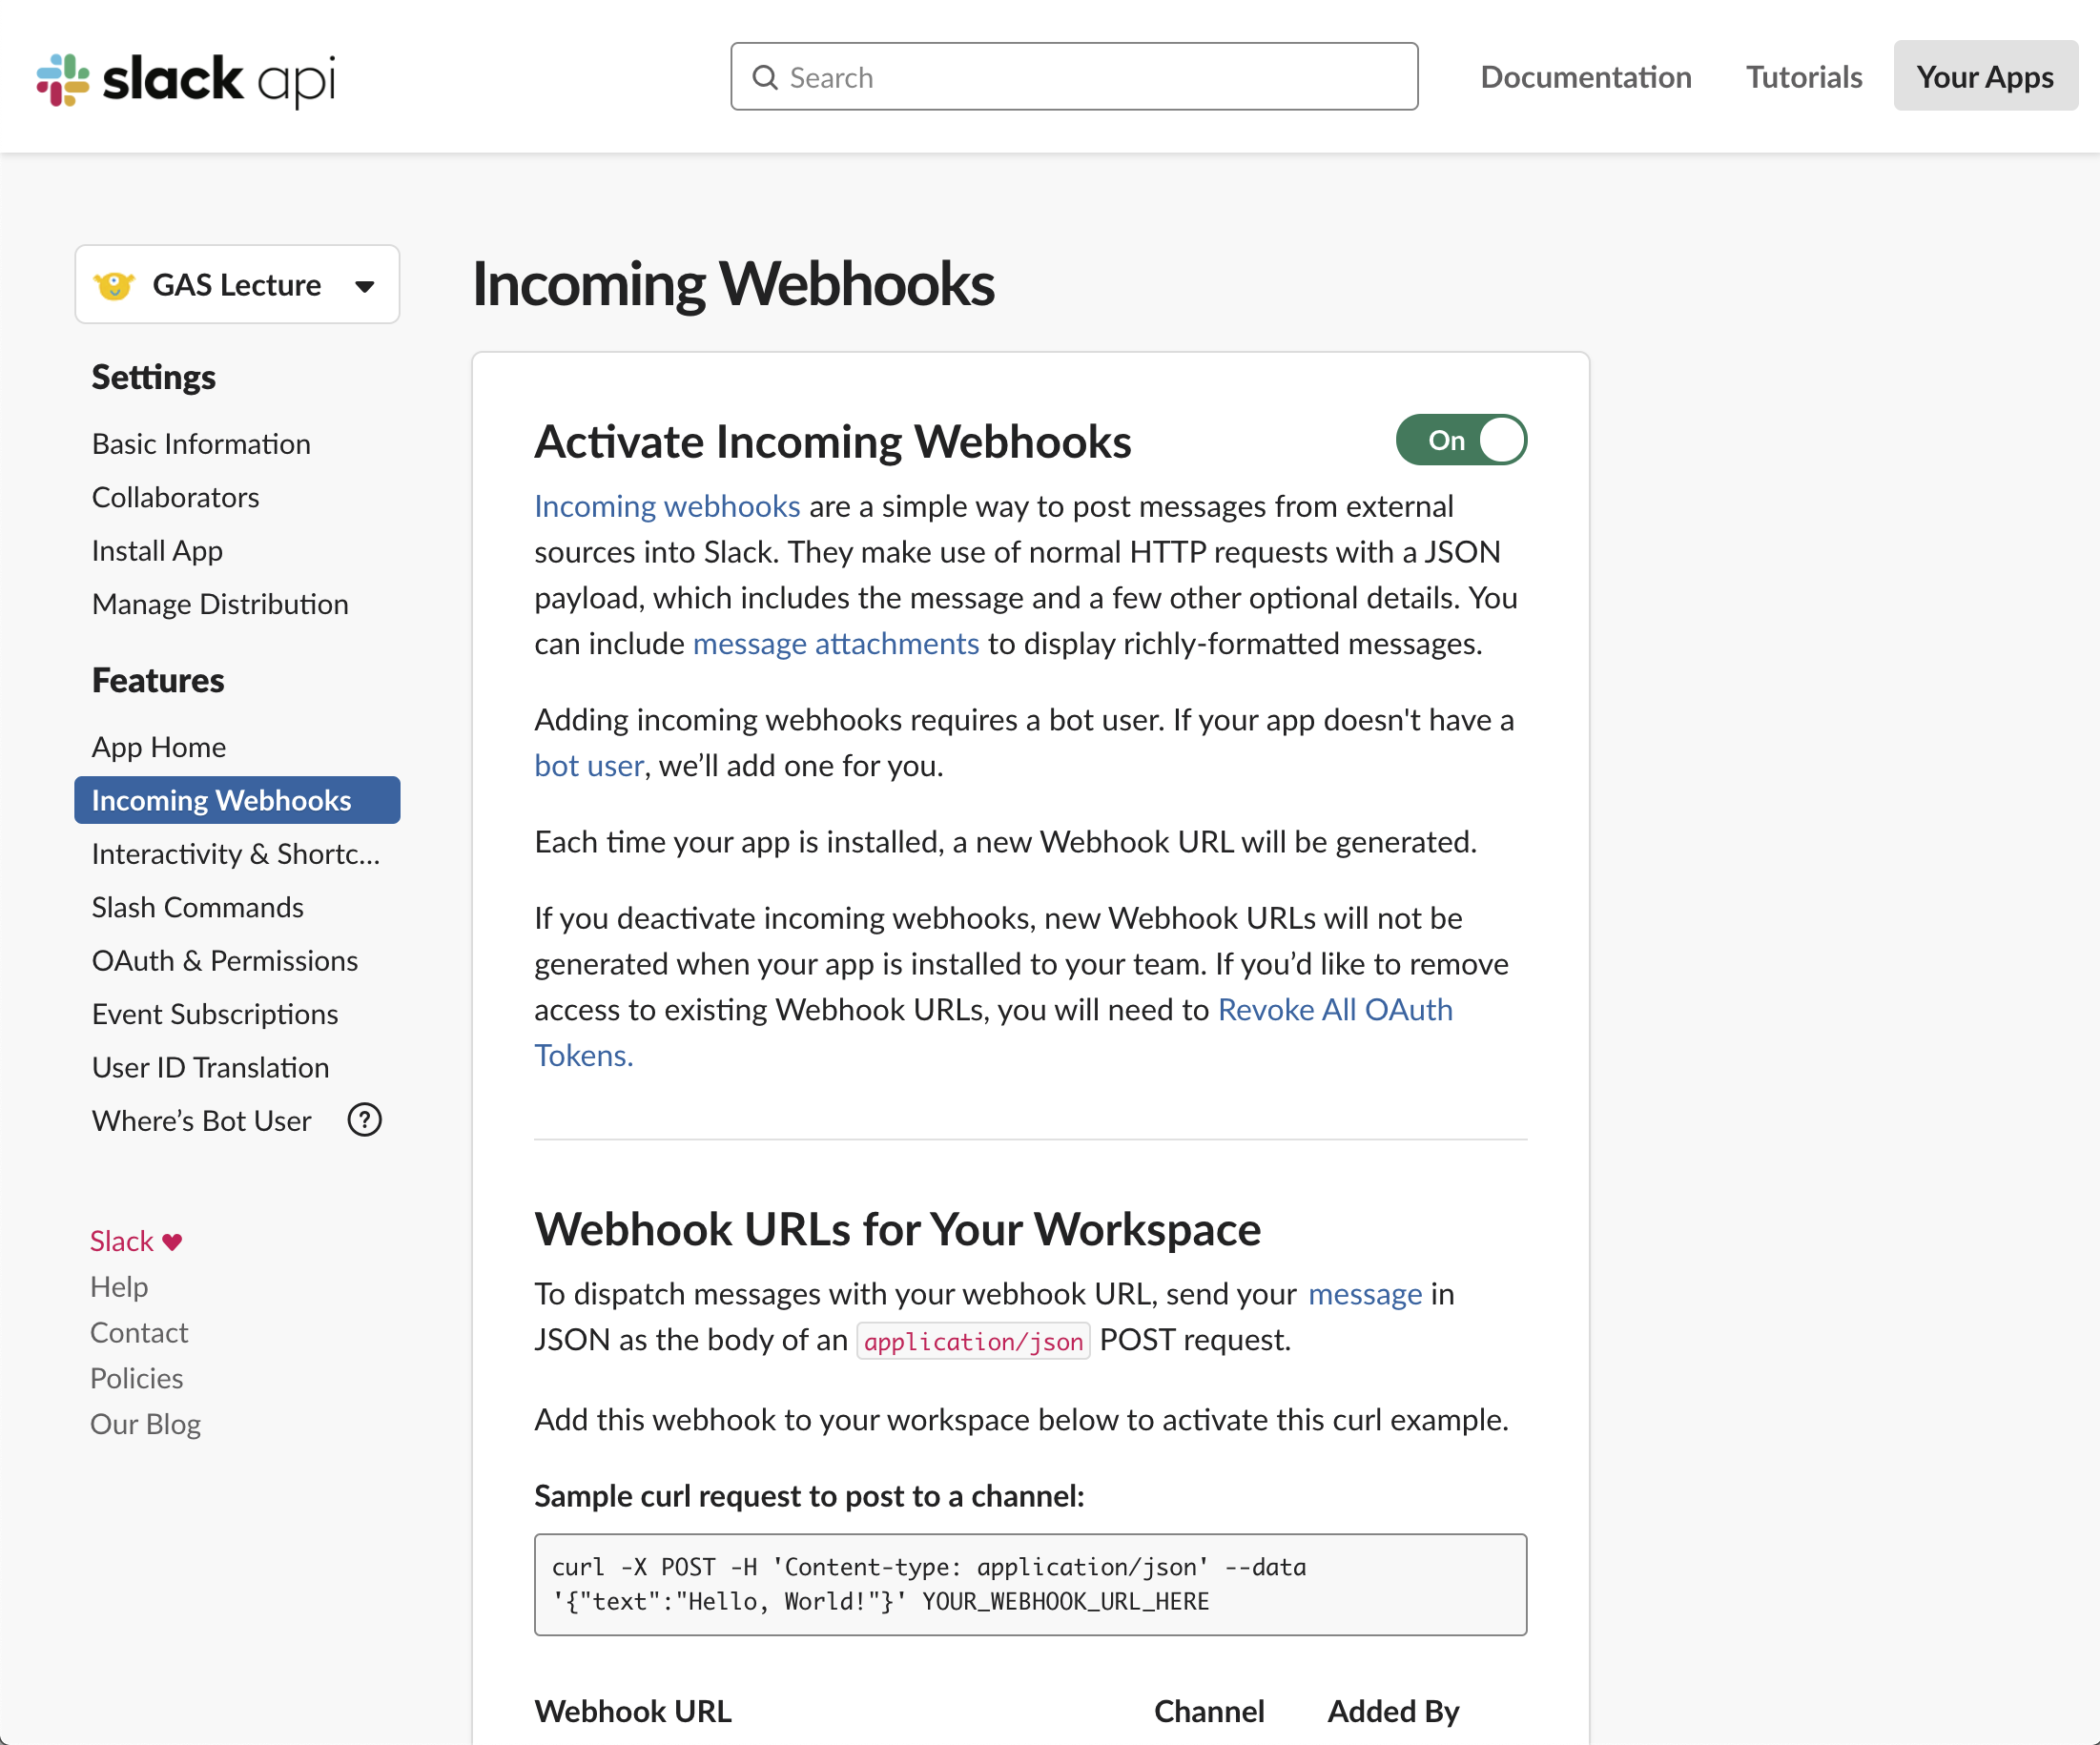 slack api
Search
Documentation
Tutorials
Your Apps
GAS Lecture
Settings
Basic Information
Collaborators
Install App
Manage Distribution
Features
App Home
Incoming Webhooks
Interactivity & Shortc...
Slash Commands
OAuth & Permissions
Event Subscriptions
User ID Translation
Where’s Bot User ?
Slack ♥
Help
Contact
Policies
Our Blog
Incoming Webhooks
Activate Incoming Webhooks
On
Incoming webhooks are a simple way to post messages from external
sources into Slack. They make use of normal HTTP requests with a JSON
payload, which includes the message and a few other optional details. You
can include message attachments to display richly-formatted messages.
Adding incoming webhooks requires a bot user. If your app doesn't have a
bot user, we’ll add one for you.
Each time your app is installed, a new Webhook URL will be generated.
If you deactivate incoming webhooks, new Webhook URLs will not be
generated when your app is installed to your team. If you’d like to remove
access to existing Webhook URLs, you will need to Revoke All OAuth
Tokens.
Webhook URLs for Your Workspace
To dispatch messages with your webhook URL, send your message in
JSON as the body of an application/json POST request.
Add this webhook to your workspace below to activate this curl example.
Sample curl request to post to a channel:
curl -X POST -H 'Content-type: application/json' --data
'{"text":"Hello, World!"}' YOUR_WEBHOOK_URL_HERE
Webhook URL
Channel
Added By